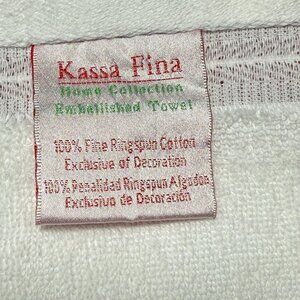 Kassa Fina
Home Collection
Embellished Towel
100% Fine Ringspun Cotton
Exclusive of Decoration
100% Penalidad Ringspun Algodon
Exclusivo de Decoración